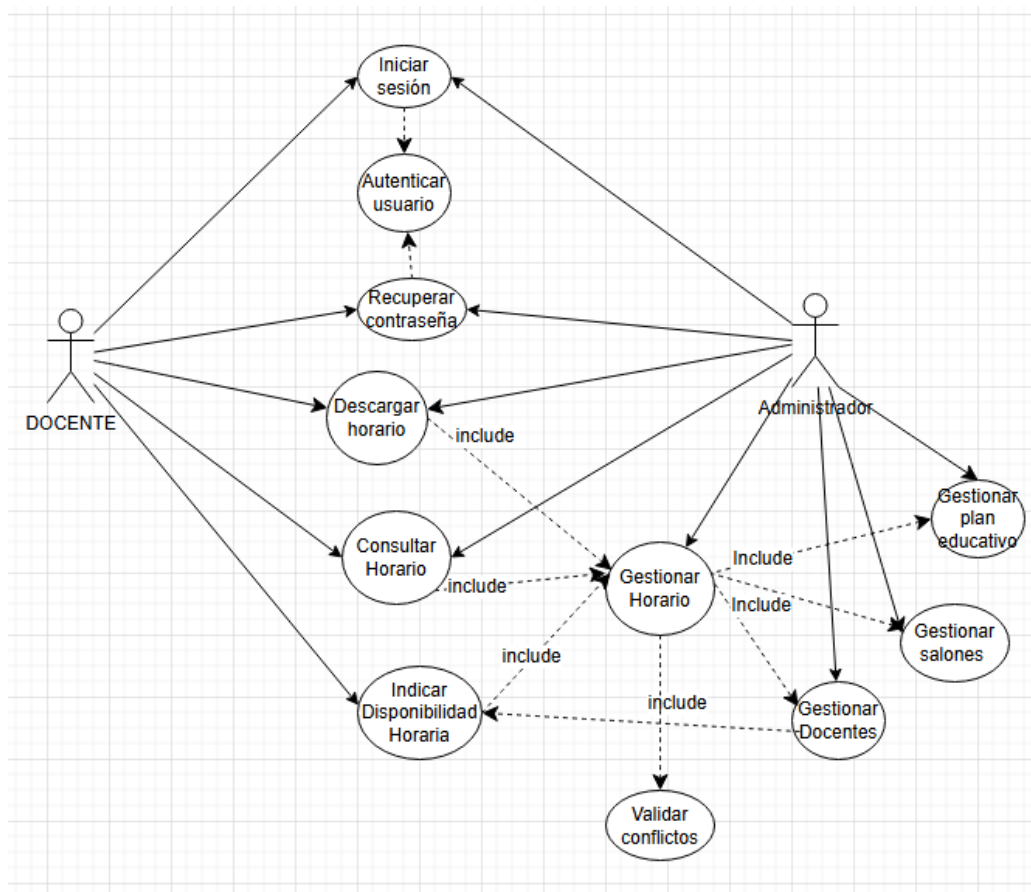 Iniciar
sesión
Autenticar
usuario
Recuperar
contraseña
DOCENTE
Descargar
horario
Administrador
include
Gestionar
plan
educativo
Consultar
Horario
include
Gestionar
Horario
Include
Include
Gestionar
salones
include
Indicar
Disponibilidad
Horaria
include
Gestionar
Docentes
Validar
conflictos